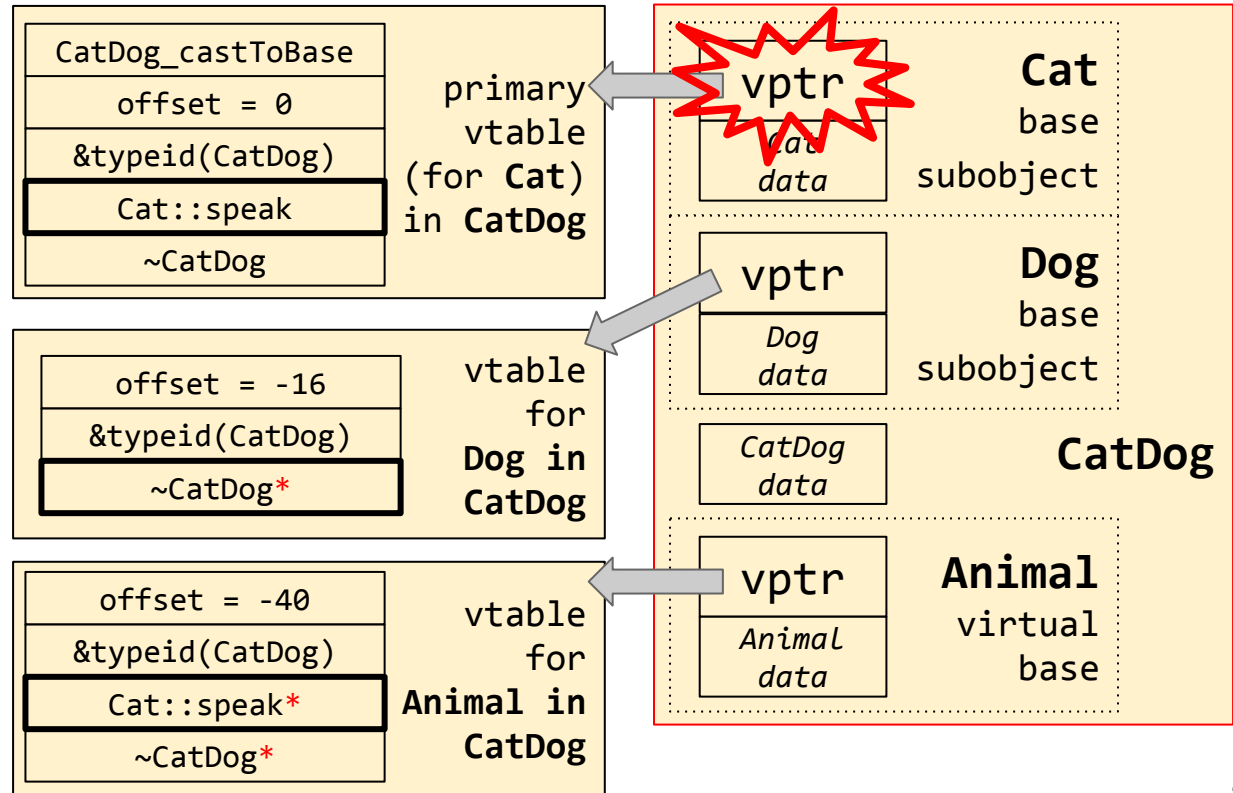 CatDog_castToBase
offset = 0
&typeid(CatDog)
Cat::speak
~CatDog
primary
vtable
(for Cat)
in CatDog
offset = -16
&typeid(CatDog)
~CatDog*
vtable
for
Dog in
CatDog
offset = -40
&typeid(CatDog)
Cat::speak*
~CatDog*
vtable
for
Animal in
CatDog
vptr
Cat
data
Cat
base
subobject
vptr
Dog
data
Dog
base
subobject
CatDog
data
CatDog
vptr
Animal
data
Animal
virtual
base